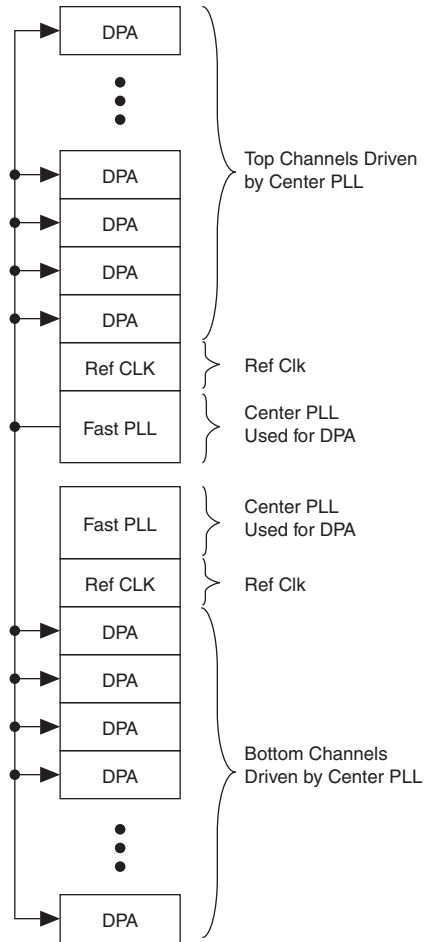 DPA
DPA
Top Channels Driven
by Center PLL
DPA
DPA
DPA
Ref CLK
Ref Clk
Fast PLL
Center PLL
Used for DPA
Fast PLL
Center PLL
Used for DPA
Ref CLK
Ref Clk
DPA
DPA
DPA
DPA
Bottom Channels
Driven by Center PLL
DPA